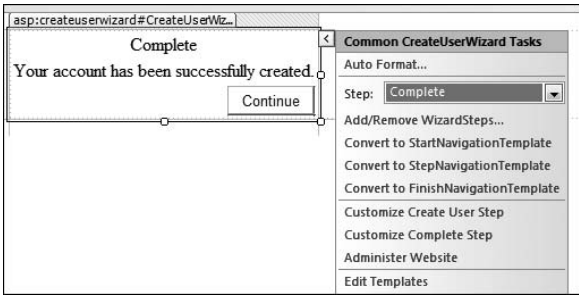 asp:createuserwizard#CreateUserWiz...
Complete
Your account has been successfully created.
Continue
<
Common CreateUserWizard Tasks
Auto Format...
Step: Complete
Add/Remove WizardSteps...
Convert to StartNavigationTemplate
Convert to StepNavigationTemplate
Convert to FinishNavigationTemplate
Customize Create User Step
Customize Complete Step
Administer Website
Edit Templates